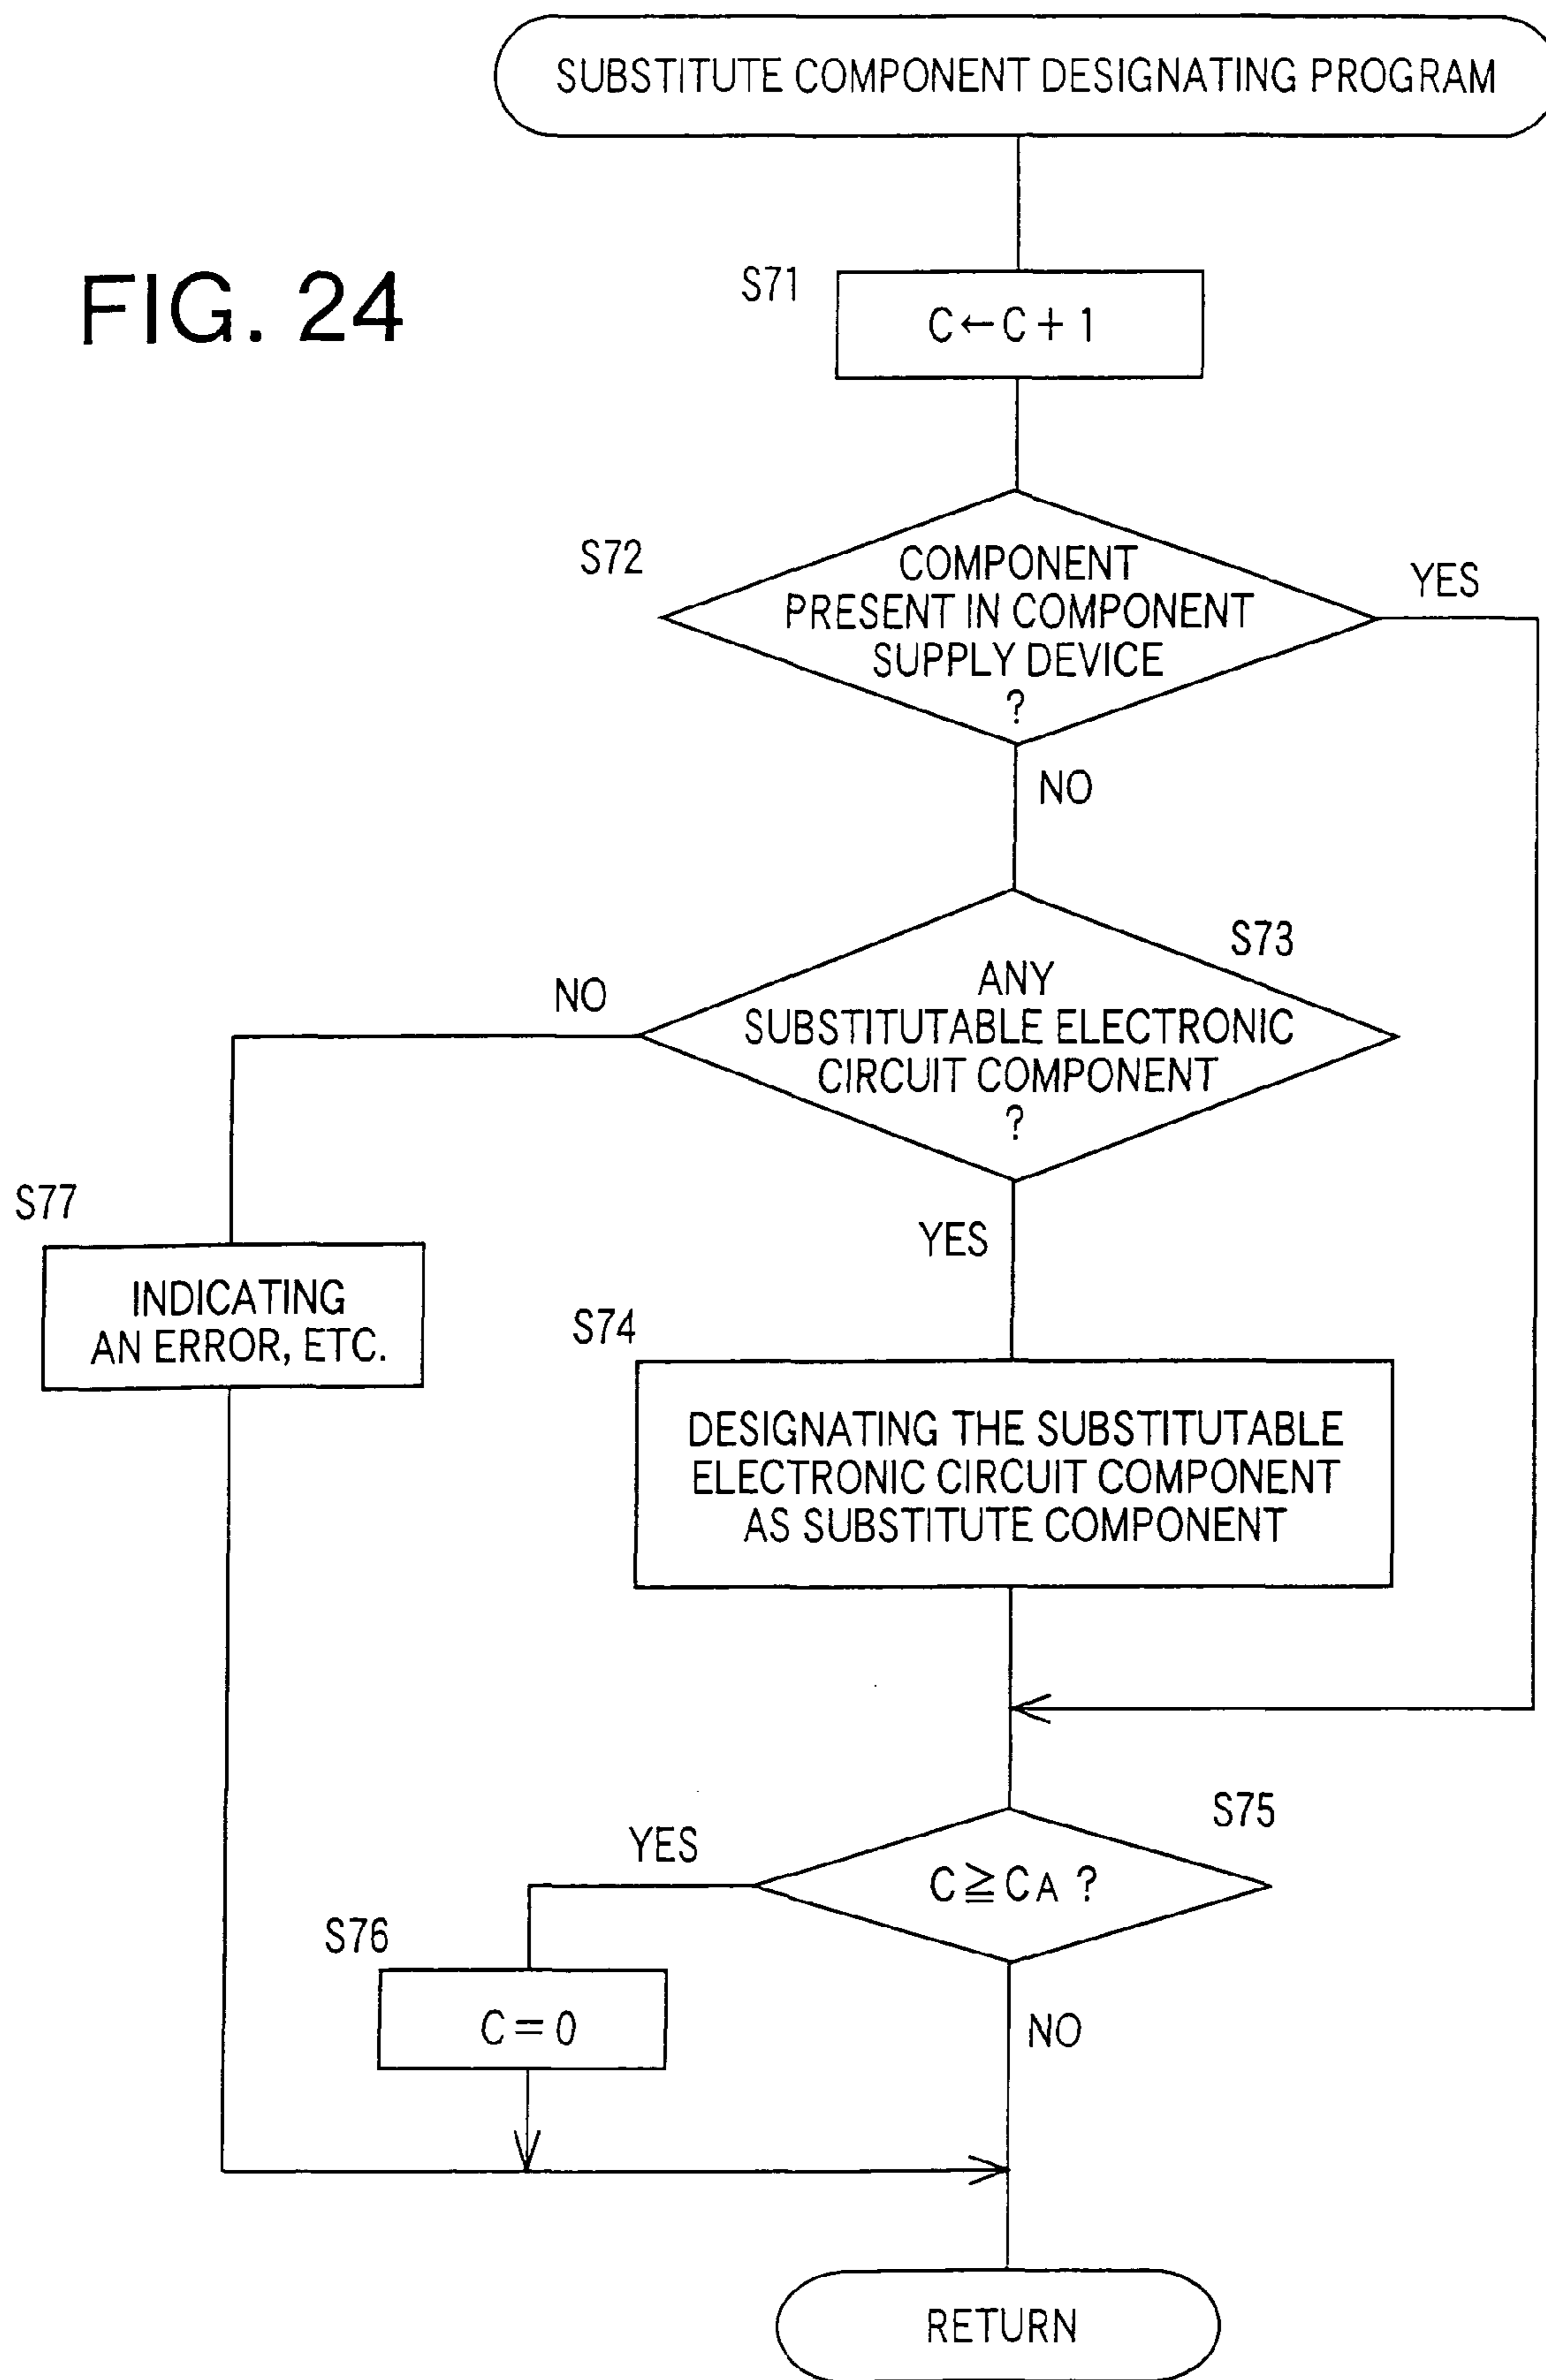 SUBSTITUTE COMPONENT DESIGNATING PROGRAM
FIG. 24
S71
C←C+1
S72
COMPONENT
PRESENT IN COMPONENT
SUPPLY DEVICE
?
YES
NO
S73
ANY
SUBSTITUTABLE ELECTRONIC
CIRCUIT COMPONENT
?
NO
YES
S77
INDICATING
AN ERROR, ETC.
S74
DESIGNATING THE SUBSTITUTABLE
ELECTRONIC CIRCUIT COMPONENT
AS SUBSTITUTE COMPONENT
S75
C≧CA ?
YES
NO
S76
C=0
RETURN